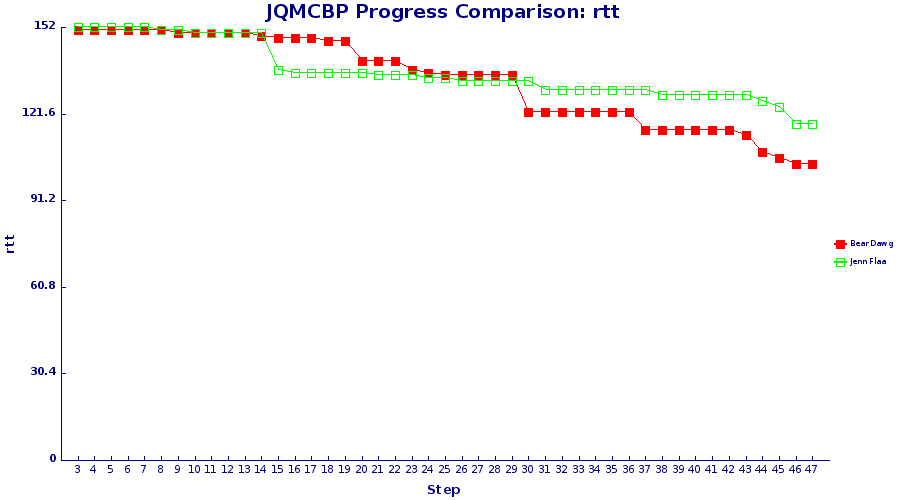 JQMCBP Progress Comparison: rtt
152
121.6
91.2
60.8
30.4
0
rtt
3 4 5 6 7 8 9 10 11 12 13 14 15 16 17 18 19 20 21 22 23 24 25 26 27 28 29 30 31 32 33 34 35 36 37 38 39 40 41 42 43 44 45 46 47
Step
Bear Dawg
Jenn Flaa